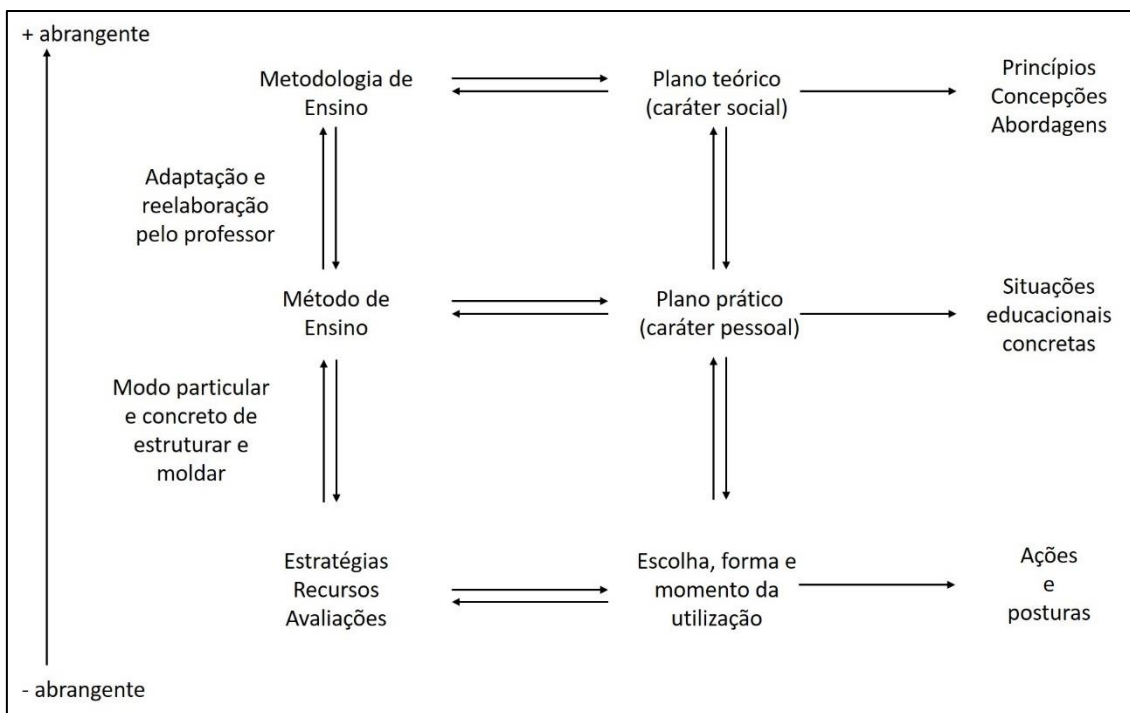 + abrangente
Metodologia de
Ensino
Plano teórico
(caráter social)
Princípios
Concepções
Abordagens
Adaptação e
reelaboração
pelo professor
Método de
Ensino
Plano prático
(caráter pessoal)
Situações
educacionais
concretas
Modo particular
e concreto de
estruturar e
moldar
Estratégias
Recursos
Avaliações
Escolha, forma e
momento da
utilização
Ações
e
posturas
- abrangente